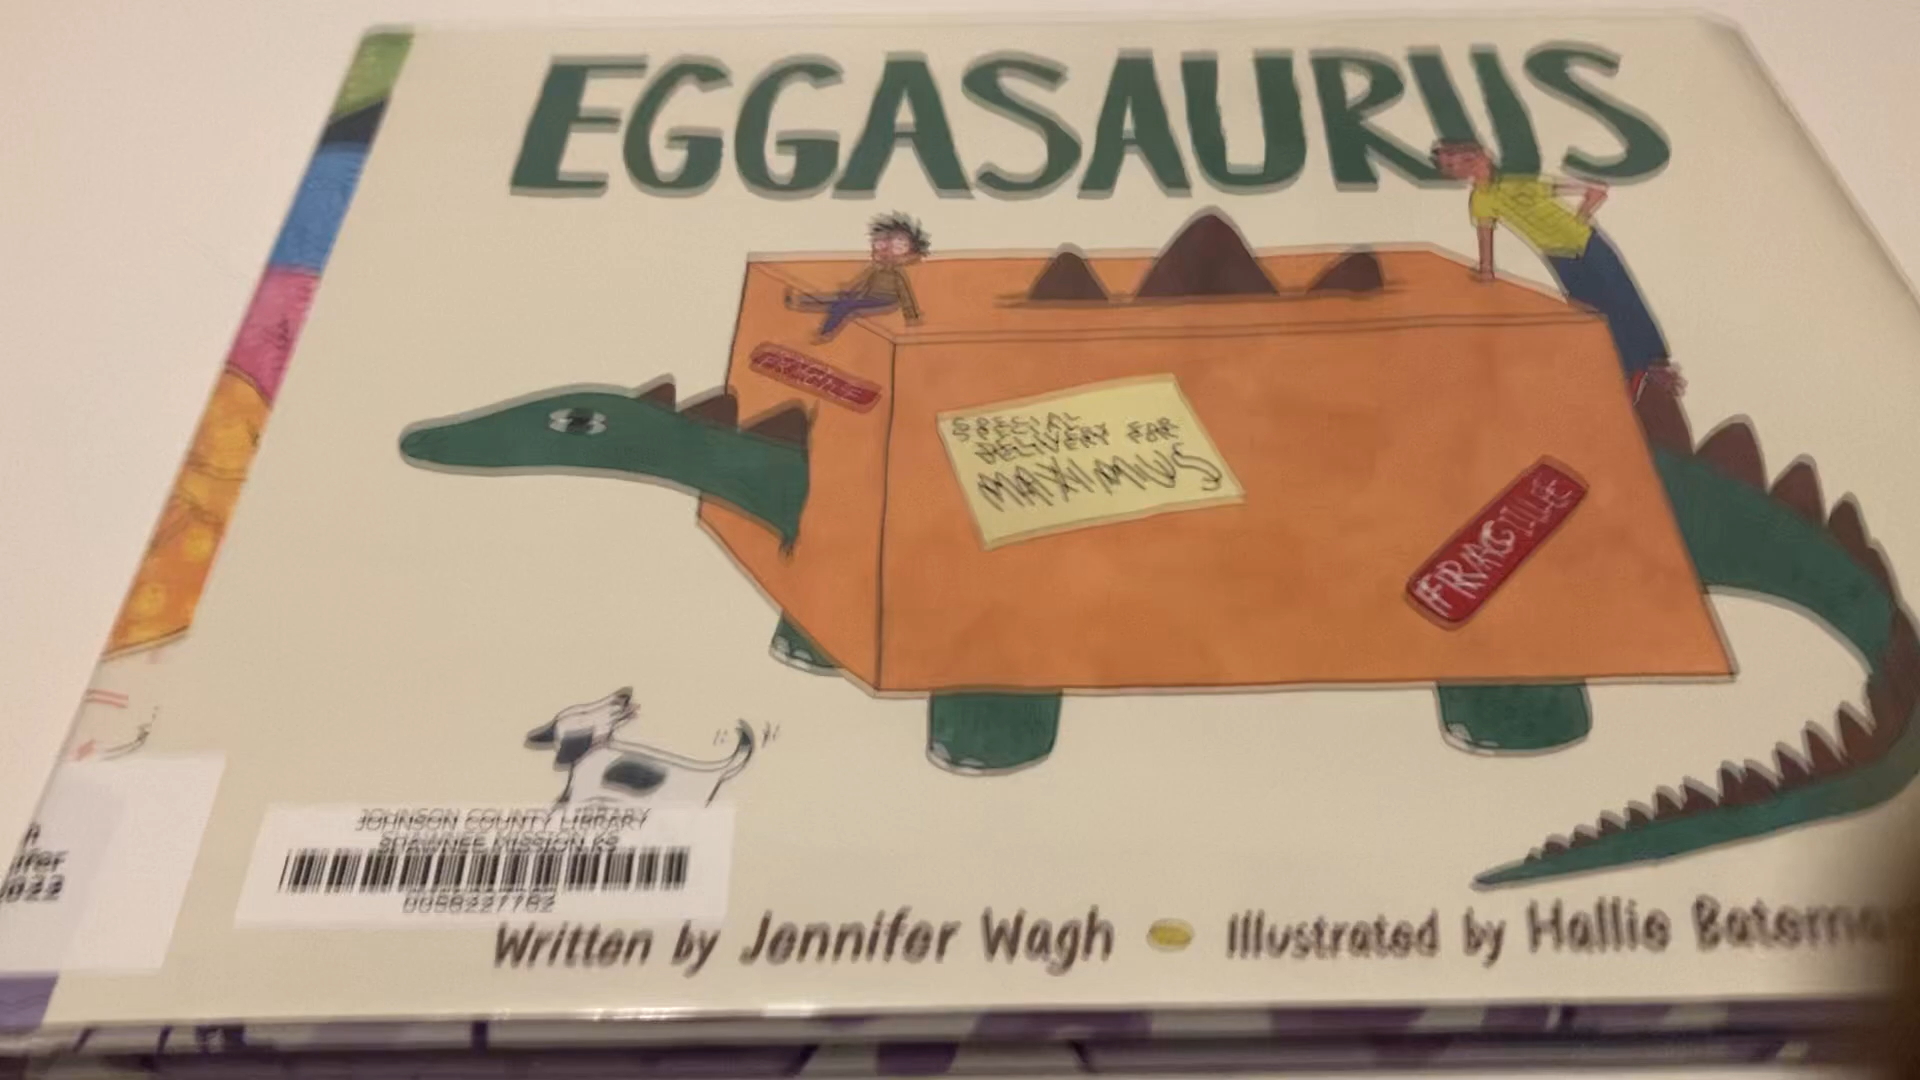 EGGASAURUS
FRAGILE
SPECIAL
DELIVERY FOR
MAXIMUS
FRAGILE
JOHNSON COUNTY LIBRARY
SHAWNEE MISSION KS
Written by Jennifer Wagh Illustrated by Hallie